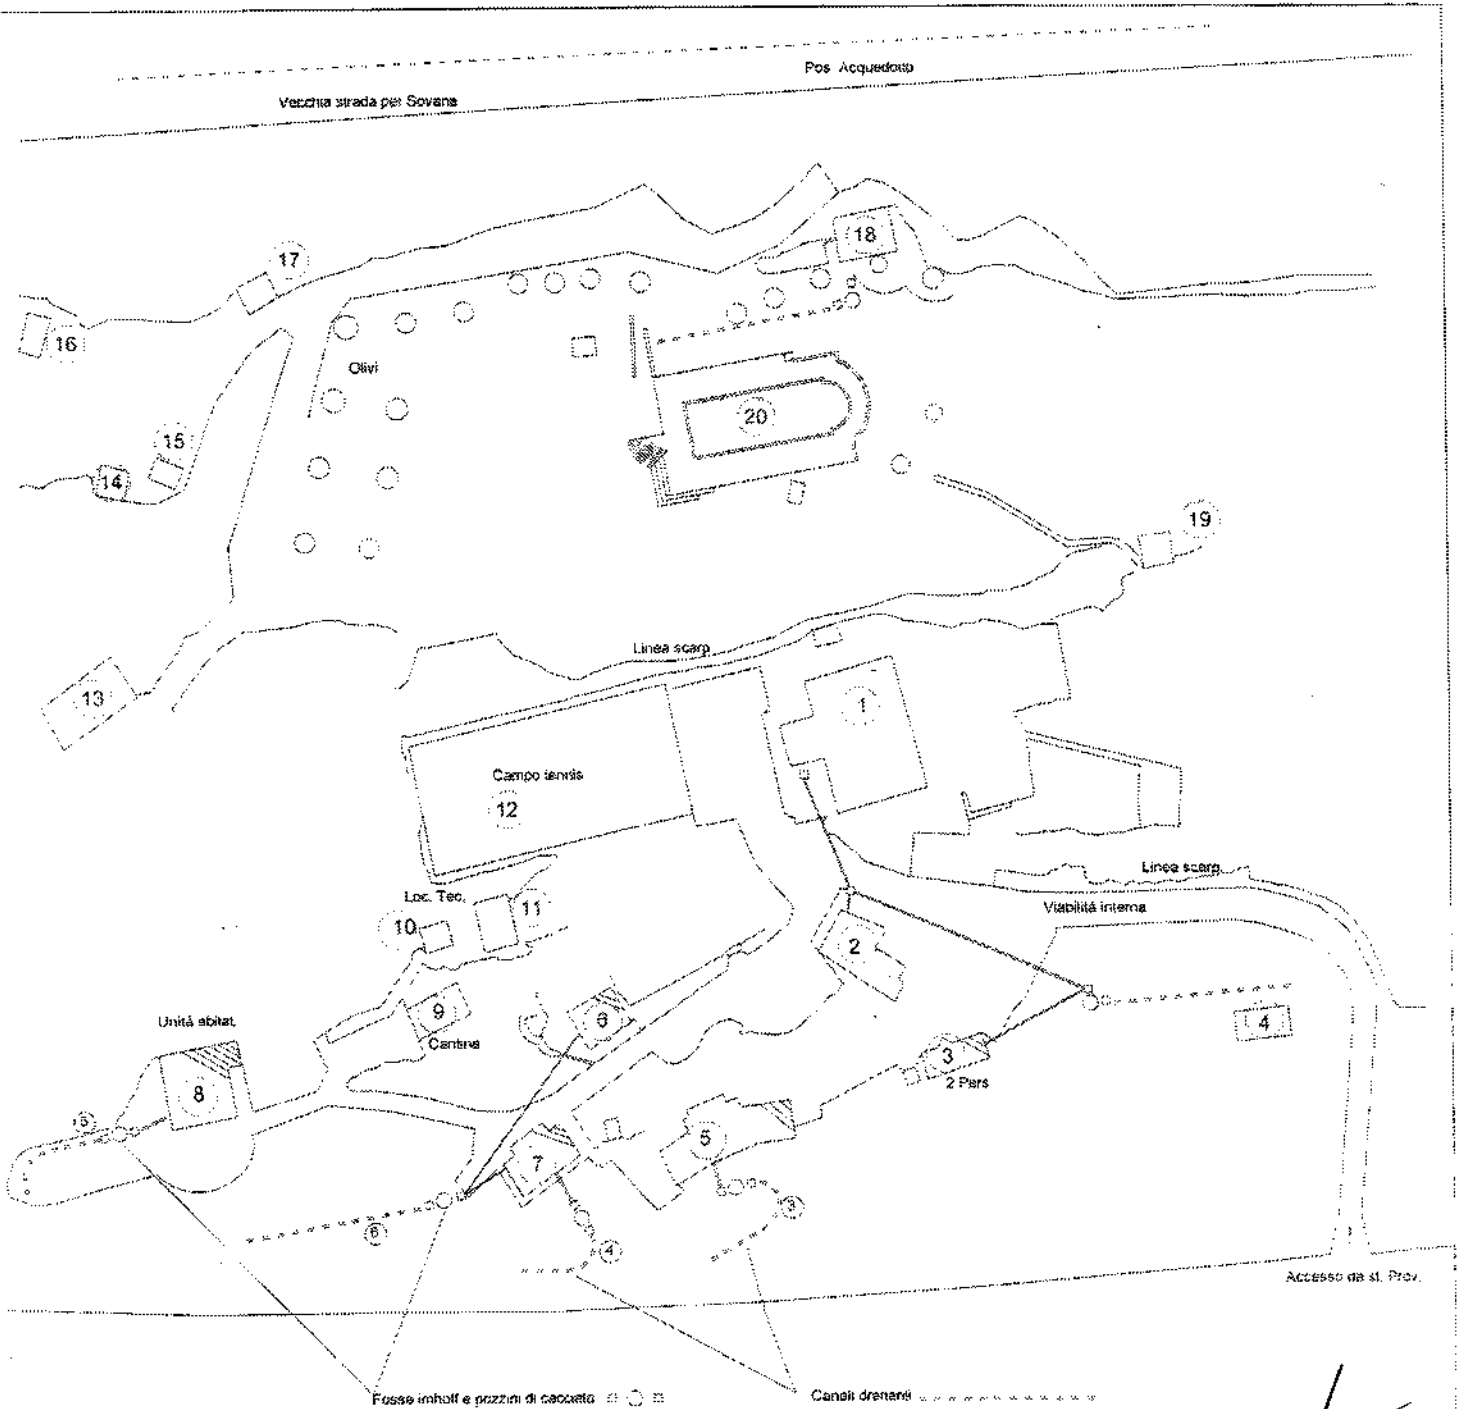 Pos Acquedotto
Vecchia strada per Sovana
18
17
16
Olivi
20
15
14
19
Linea scarp.
13
1
Campo tennis
12
Linea scarp.
Loc. Tec.
11
Viabilità interna
10
2
9
6
Unità abitat.
4
Cantina
3
2 Pers
8
5
5
7
3
6
4
Accesso da st. Prov.
Fosse imhoff e pozzini di cacciata
Canali drenanti